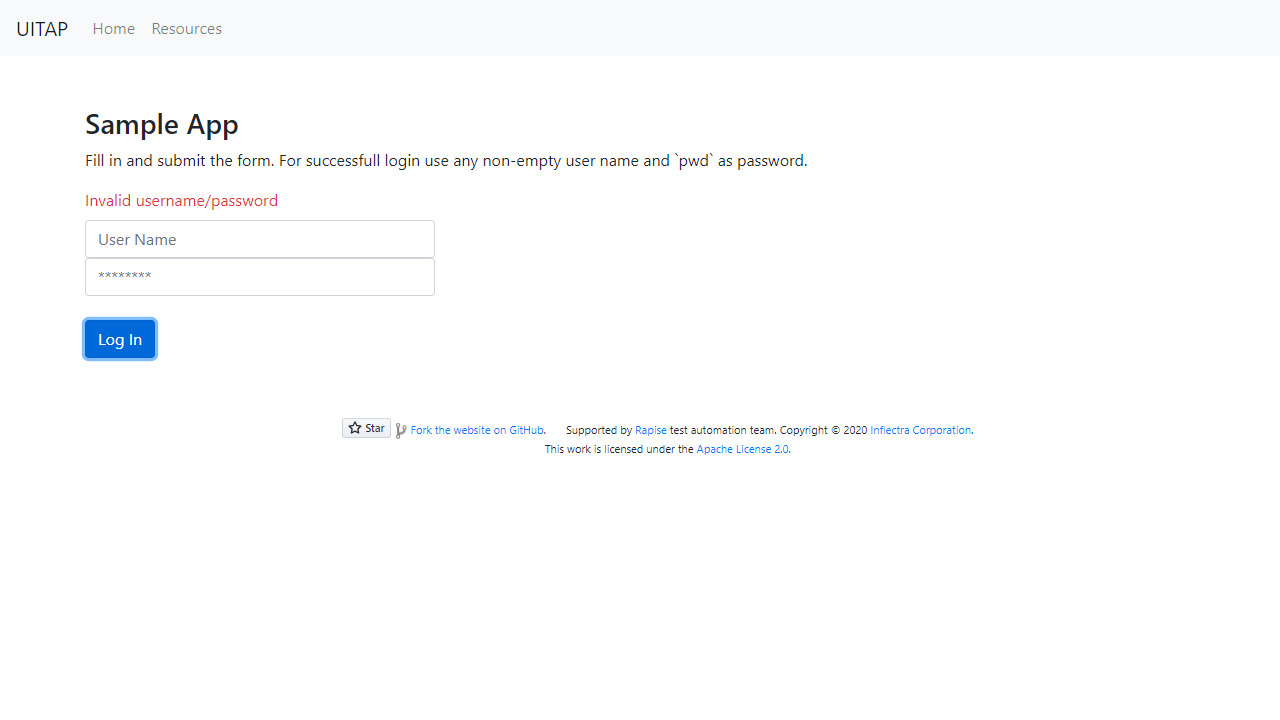 UITAP Home Resources
Sample App
Fill in and submit the form. For successfull login use any non-empty user name and `pwd` as password.
Invalid username/password
User Name
********
Log In
Star Fork the website on GitHub. Supported by Rapise test automation team. Copyright © 2020 Inflectra Corporation.
This work is licensed under the Apache License 2.0.